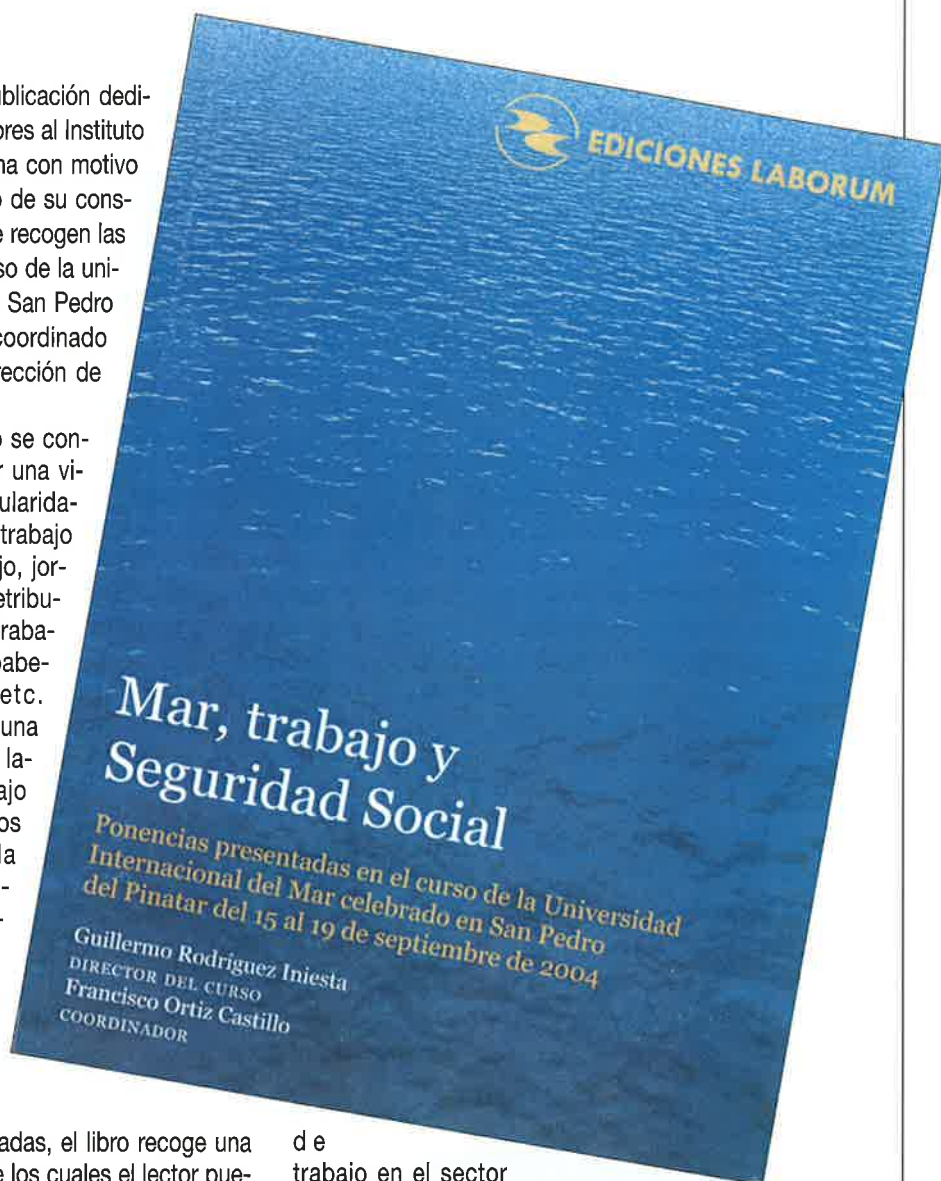 ublicación dedi-
ores al Instituto
na con motivo
o de su cons-
e recogen las
so de la uni-
San Pedro
coordinado
rección de
o se con-
r una vi-
ularida-
trabajo
jo, jor-
etribu-
raba-
abe-
etc.
una
la-
ajo
os
la
-
-
adas, el libro recoge una
e los cuales el lector pue-
d e
trabajo en el sector
EDICIONES LABORUM
Mar, trabajo y
Seguridad Social
Ponencias presentadas en el curso de la Universidad
Internacional del Mar celebrado en San Pedro
del Pinatar del 15 al 19 de septiembre de 2004
Guillermo Rodríguez Iniesta
DIRECTOR DEL CURSO
Francisco Ortiz Castillo
COORDINADOR